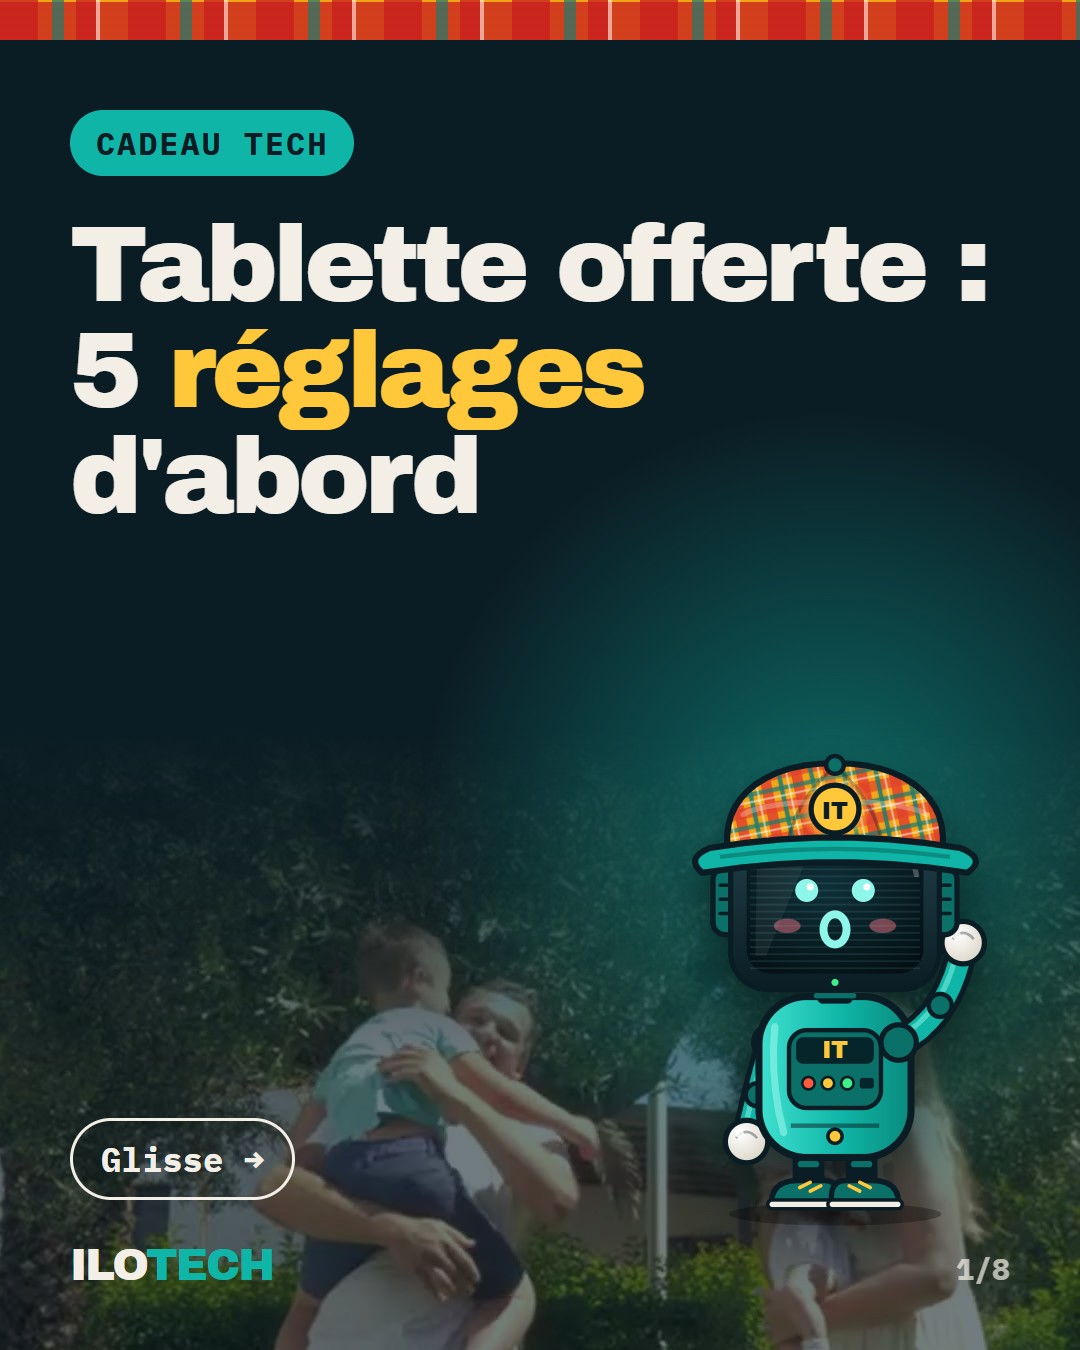 CADEAU TECH
Tablette offerte :
5 réglages
d'abord
IT
IT
Glisse →
ILOTECH
1/8